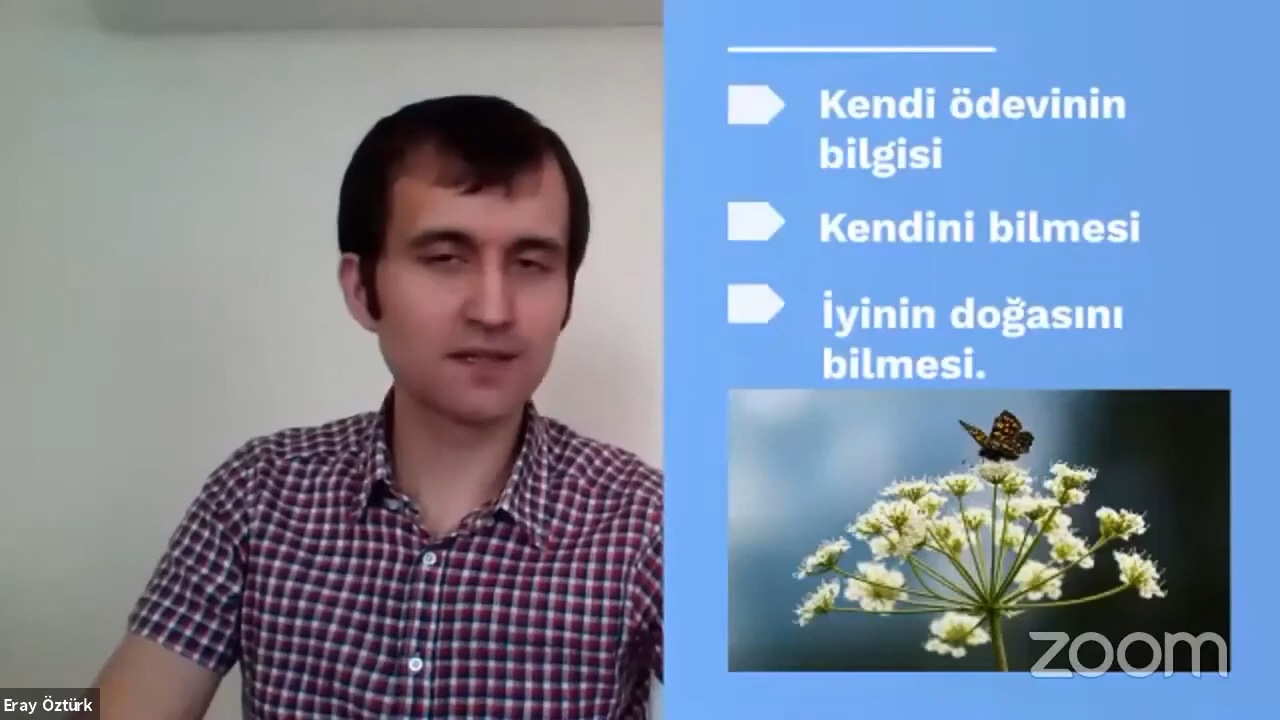 Kendi ödevinin
bilgisi
Kendini bilmesi
İyinin doğasını
bilmesi.
zoom
Eray Öztürk